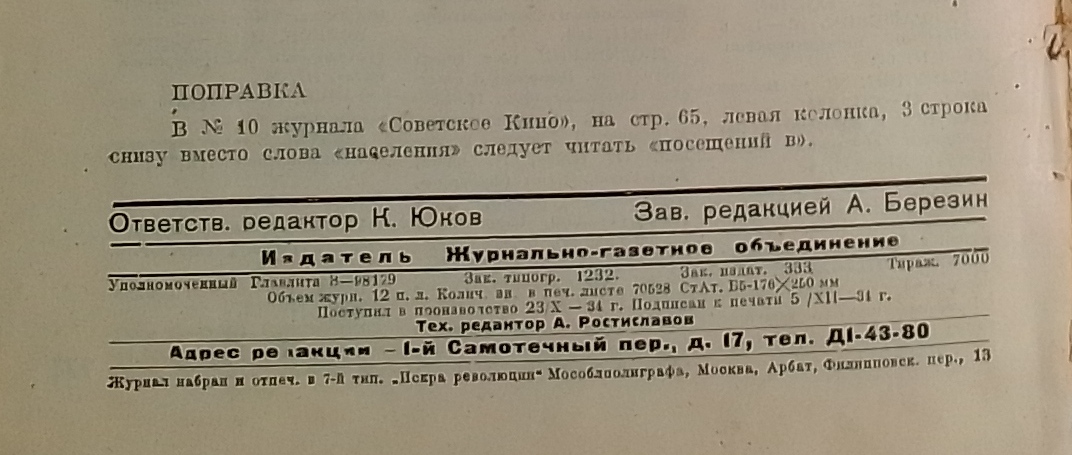 ПОПРАВКА
В № 10 журнала «Советское Кино», на стр. 65, левая колонка, 3 строка
снизу вместо слова «населения» следует читать «посещений в».
Ответств. редактор К. Юков Зав. редакцией А. Березин
Издатель Журнально-газетное объединение
Уполномоченный Главлита В—98179 Зак. типогр. 1232. Зак. издат. 333 Тираж. 7000
Объем журн. 12 п. л. Колич. зн. в печ. листе 70528 СтАт. Б5-176×250 мм
Поступил в производство 23/X — 34 г. Подписан к печати 5/XII—34 г.
Тех. редактор А. Ростиславов
Адрес редакции — 1-й Самотечный пер., д. 17, тел. Д1-43-80
Журнал набран и отпеч. в 7-й тип. „Искра революции“ Мособлполиграфа, Москва, Арбат, Филипповск. пер., 13